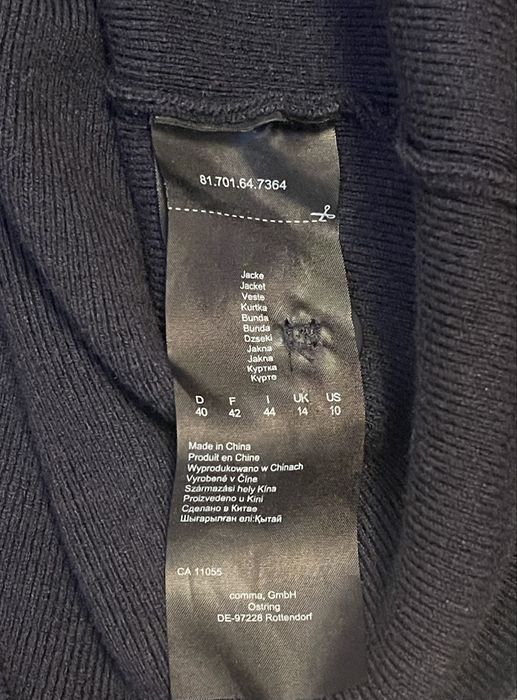 81.701.64.7364
Jacke
Jacket
Veste
Kurtka
Bunda
Bunda
Dzseki
Jakna
Jakna
Куртка
Курте
D F I UK US
40 42 44 14 10
Made in China
Produit en Chine
Wyprodukowano w Chinach
Vyrobené v Číne
Származási hely Kína
Proizvedeno u Kini
Сделано в Китае
Шығарылған елі:Қытай
CA 11055
comma, GmbH
Ostring
DE-97228 Rottendorf